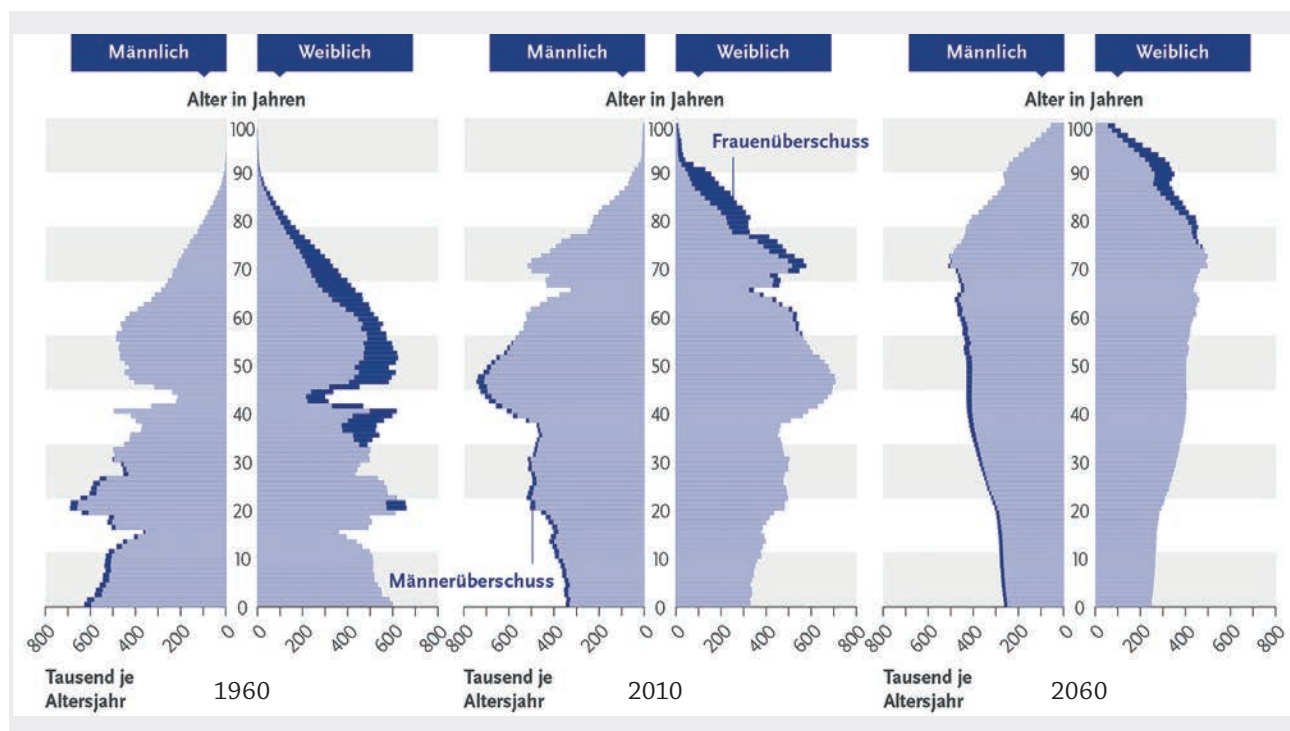 Männlich Weiblich Männlich Weiblich Männlich Weiblich
Alter in Jahren Alter in Jahren Alter in Jahren
100 100 100
Frauenüberschuss
90 90 90
80 80 80
70 70 70
60 60 60
50 50 50
40 40 40
30 30 30
20 20 20
10 10 10
Männerüberschuss
0 0 0
800 600 400 200 0 0 200 400 600 800 800 600 400 200 0 0 200 400 600 800 800 600 400 200 0 0 200 400 600 800
Tausend je Tausend je Tausend je
Altersjahr 1960 Altersjahr 2010 Altersjahr 2060